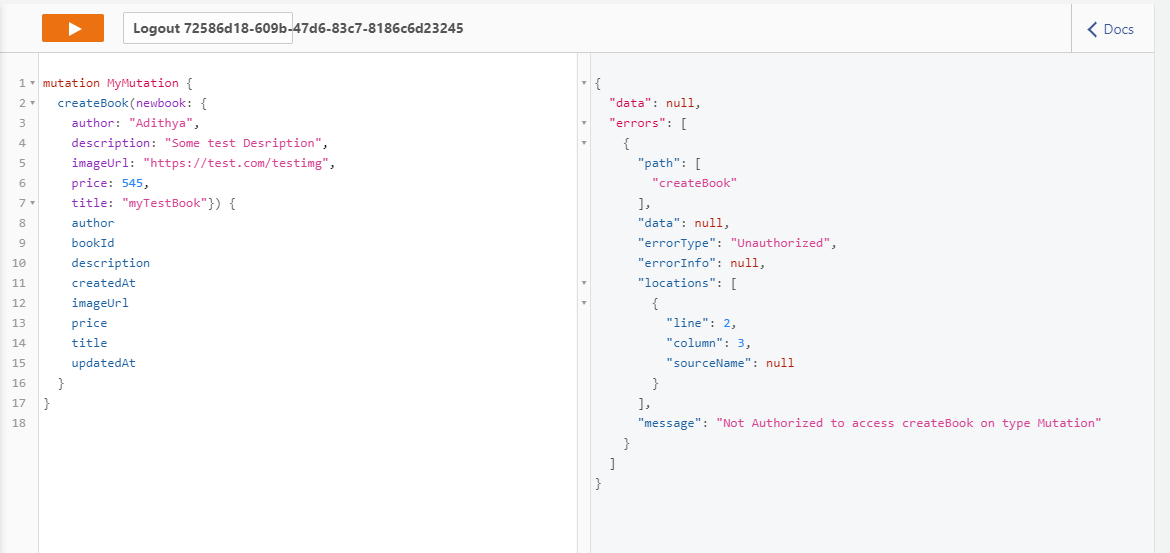 Logout 72586d18-609b-47d6-83c7-8186c6d23245
Docs
1 mutation MyMutation {
2 createBook(newbook: {
3 author: "Adithya",
4 description: "Some test Desription",
5 imageUrl: "https://test.com/testimg",
6 price: 545,
7 title: "myTestBook"}) {
8 author
9 bookId
10 description
11 createdAt
12 imageUrl
13 price
14 title
15 updatedAt
16 }
17 }
18
{
"data": null,
"errors": [
{
"path": [
"createBook"
],
"data": null,
"errorType": "Unauthorized",
"errorInfo": null,
"locations": [
{
"line": 2,
"column": 3,
"sourceName": null
}
],
"message": "Not Authorized to access createBook on type Mutation"
}
]
}